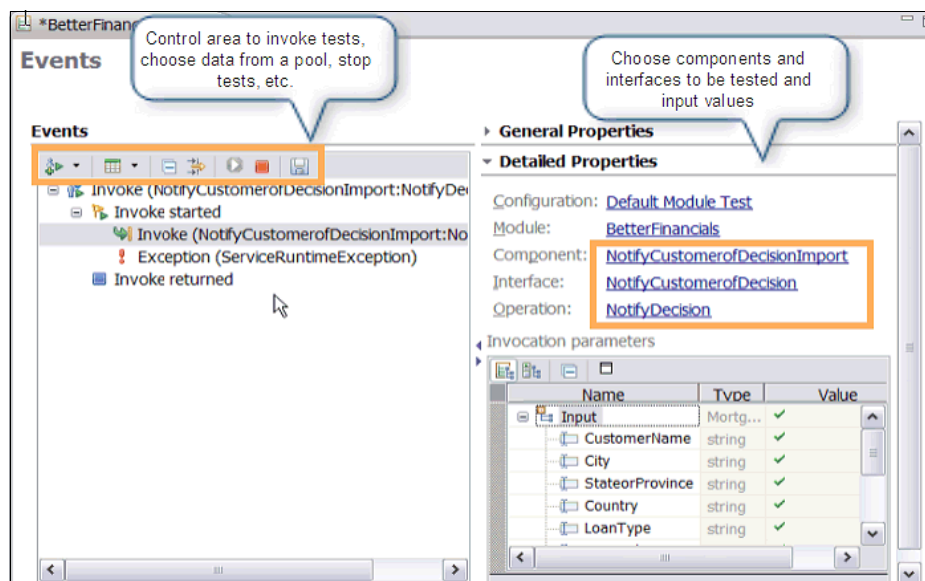 *BetterFinanc
Control area to invoke tests,
choose data from a pool, stop
tests, etc.
Choose components and
interfaces to be tested and
input values
Events
Events
Invoke (NotifyCustomerofDecisionImport:NotifyDe
Invoke started
Invoke (NotifyCustomerofDecisionImport:No
Exception (ServiceRuntimeException)
Invoke returned
General Properties
Detailed Properties
Configuration: Default Module Test
Module: BetterFinancials
Component: NotifyCustomerofDecisionImport
Interface: NotifyCustomerofDecision
Operation: NotifyDecision
Invocation parameters
Name Type Value
Input Mortg...
CustomerName string
City string
StateorProvince string
Country string
LoanType string